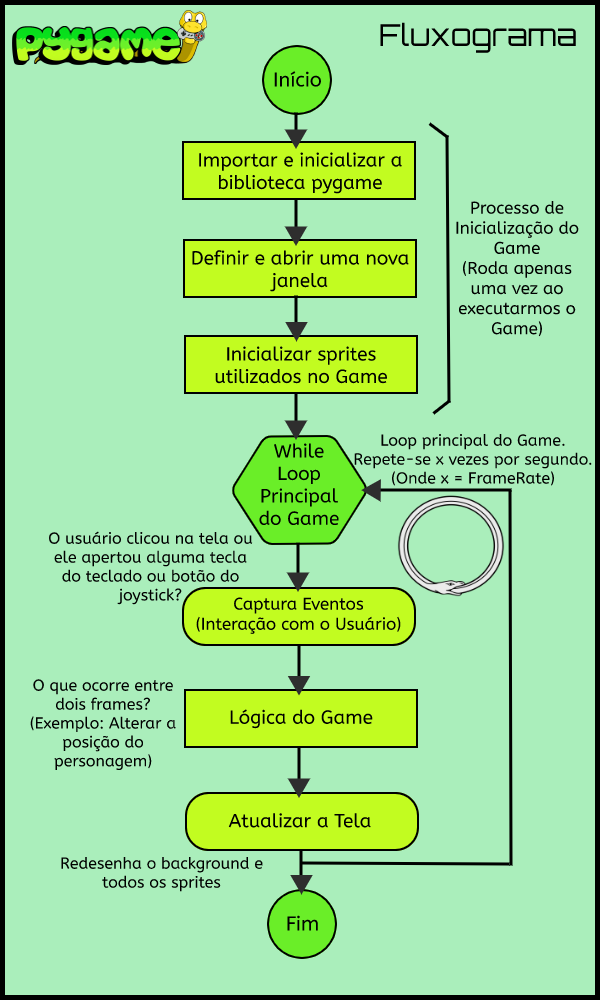 pygame
Fluxograma
Início
Importar e inicializar a
biblioteca pygame
Definir e abrir uma nova
janela
Inicializar sprites
utilizados no Game
Processo de
Inicialização do
Game
(Roda apenas
uma vez ao
executarmos o
Game)
While
Loop
Principal
do Game
Loop principal do Game.
Repete-se x vezes por segundo.
(Onde x = FrameRate)
O usuário clicou na tela ou
ele apertou alguma tecla
do teclado ou botão do
joystick?
Captura Eventos
(Interação com o Usuário)
O que ocorre entre
dois frames?
(Exemplo: Alterar a
posição do
personagem)
Lógica do Game
Atualizar a Tela
Redesenha o background e
todos os sprites
Fim